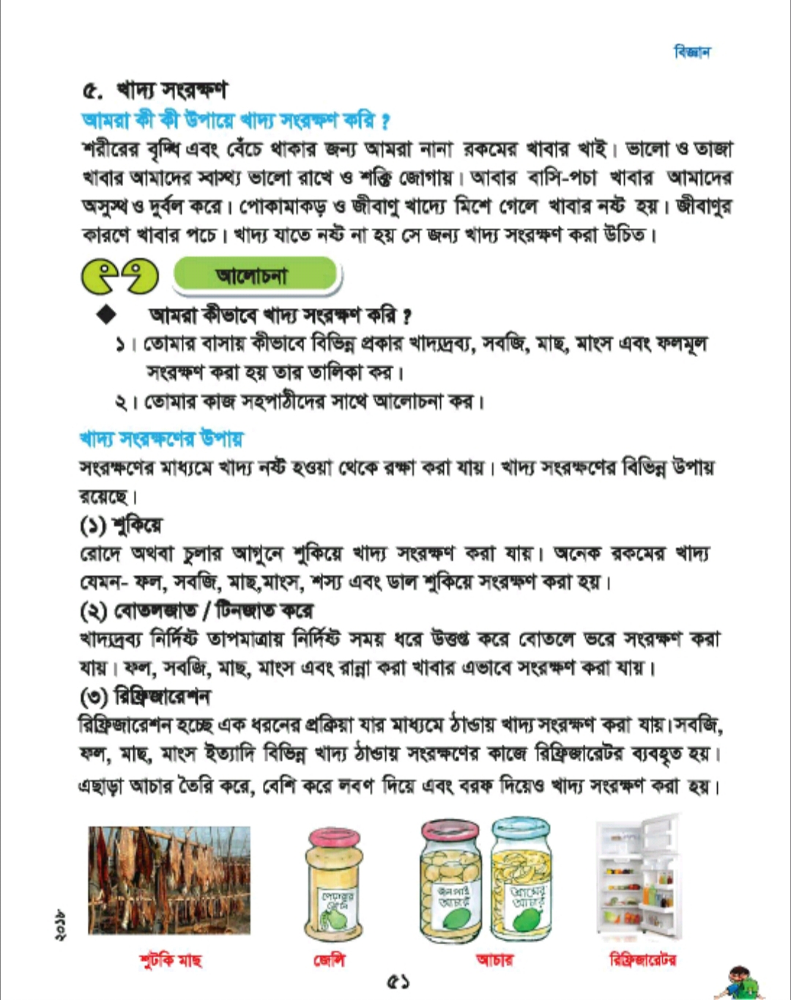 বিজ্ঞান
৫. খাদ্য সংরক্ষণ
আমরা কী কী উপায়ে খাদ্য সংরক্ষণ করি ?
শরীরের বৃদ্ধি এবং বেঁচে থাকার জন্য আমরা নানা রকমের খাবার খাই। ভালো ও তাজা
খাবার আমাদের স্বাস্থ্য ভালো রাখে ও শক্তি জোগায়। আবার বাসি-পচা খাবার আমাদের
অসুস্থ ও দুর্বল করে। পোকামাকড় ও জীবাণু খাদ্যে মিশে গেলে খাবার নষ্ট হয়। জীবাণুর
কারণে খাবার পচে। খাদ্য যাতে নষ্ট না হয় সে জন্য খাদ্য সংরক্ষণ করা উচিত।
আলোচনা
আমরা কীভাবে খাদ্য সংরক্ষণ করি ?
১। তোমার বাসায় কীভাবে বিভিন্ন প্রকার খাদ্যদ্রব্য, সবজি, মাছ, মাংস এবং ফলমূল
সংরক্ষণ করা হয় তার তালিকা কর।
২। তোমার কাজ সহপাঠীদের সাথে আলোচনা কর।
খাদ্য সংরক্ষণের উপায়
সংরক্ষণের মাধ্যমে খাদ্য নষ্ট হওয়া থেকে রক্ষা করা যায়। খাদ্য সংরক্ষণের বিভিন্ন উপায়
রয়েছে।
(১) শুকিয়ে
রোদে অথবা চুলার আগুনে শুকিয়ে খাদ্য সংরক্ষণ করা যায়। অনেক রকমের খাদ্য
যেমন- ফল, সবজি, মাছ,মাংস, শস্য এবং ডাল শুকিয়ে সংরক্ষণ করা হয়।
(২) বোতলজাত / টিনজাত করে
খাদ্যদ্রব্য নির্দিষ্ট তাপমাত্রায় নির্দিষ্ট সময় ধরে উত্তপ্ত করে বোতলে ভরে সংরক্ষণ করা
যায়। ফল, সবজি, মাছ, মাংস এবং রান্না করা খাবার এভাবে সংরক্ষণ করা যায়।
(৩) রিফ্রিজারেশন
রিফ্রিজারেশন হচ্ছে এক ধরনের প্রক্রিয়া যার মাধ্যমে ঠাণ্ডায় খাদ্য সংরক্ষণ করা যায়।সবজি,
ফল, মাছ, মাংস ইত্যাদি বিভিন্ন খাদ্য ঠাণ্ডায় সংরক্ষণের কাজে রিফ্রিজারেটর ব্যবহৃত হয়।
এছাড়া আচার তৈরি করে, বেশি করে লবণ দিয়ে এবং বরফ দিয়েও খাদ্য সংরক্ষণ করা হয়।
পেয়ারার
জেলি
জলপাই
আচার
আমের
আচার
২০১৮
শুটকি মাছ
জেলি
আচার
রিফ্রিজারেটর
৫১